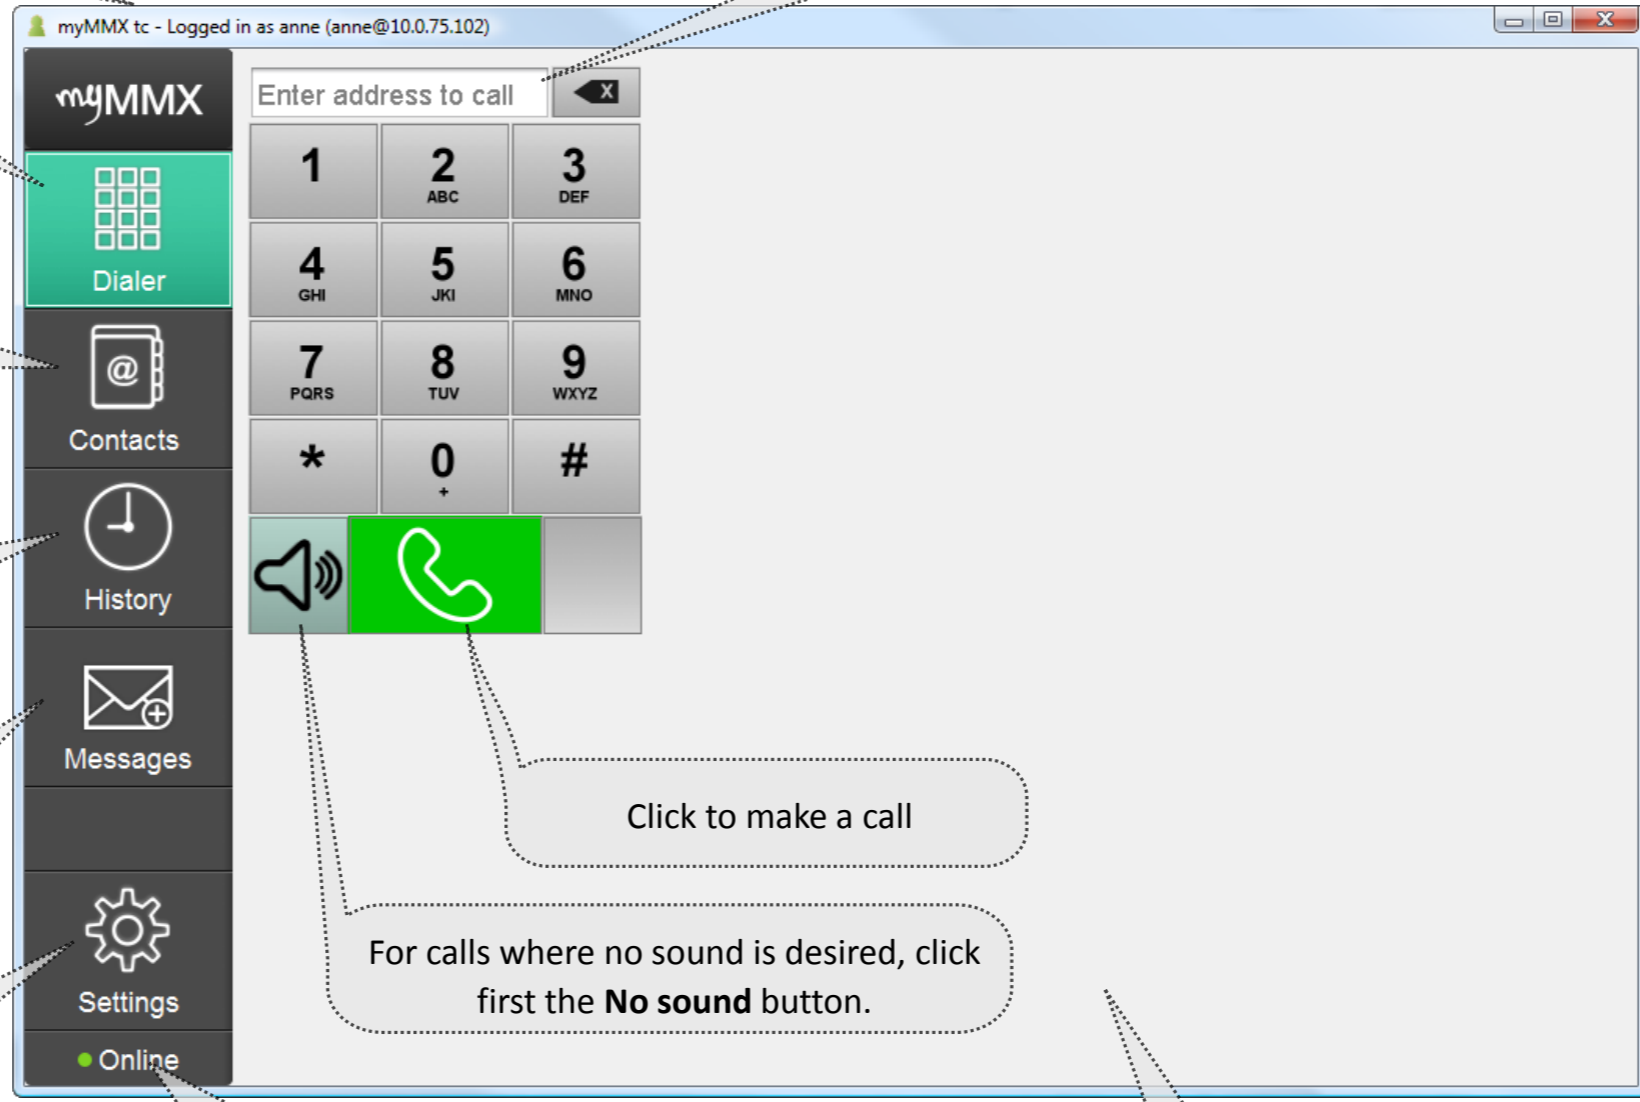 myMMX tc - Logged in as anne (anne@10.0.75.102)
myMMX
Enter address to call
X
1
2
ABC
3
DEF
Dialer
4
GHI
5
JKl
6
MNO
@
Contacts
7
PQRS
8
TUV
9
WXYZ
*
0
+
#
History
Messages
Click to make a call
For calls where no sound is desired, click
first the No sound button.
Settings
Online